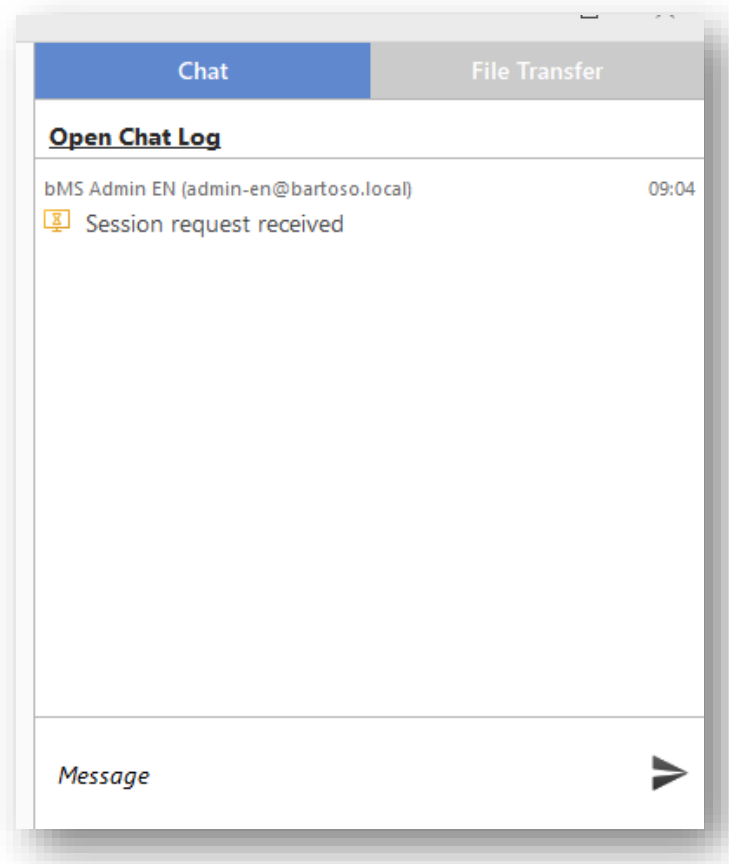 Chat File Transfer
Open Chat Log
bMS Admin EN (admin-en@bartoso.local) 09:04
Session request received
Message